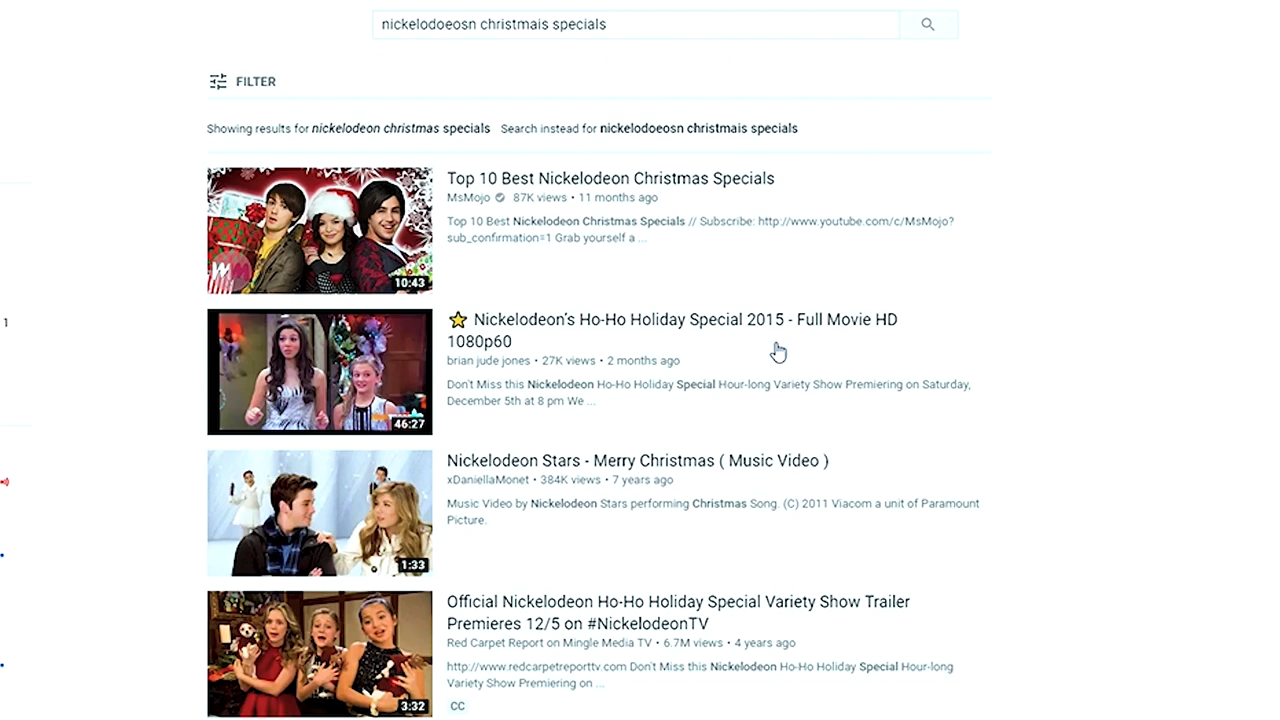 nickelodoeosn christmais specials
FILTER
Showing results for nickelodeon christmas specials Search instead for nickelodoeosn christmais specials
Top 10 Best Nickelodeon Christmas Specials
MsMojo 87K views • 11 months ago
Top 10 Best Nickelodeon Christmas Specials // Subscribe: http://www.youtube.com/c/MsMojo?
sub_confirmation=1 Grab yourself a ...
10:43
Nickelodeon's Ho-Ho Holiday Special 2015 - Full Movie HD
1080p60
brian jude jones • 27K views • 2 months ago
1
Don't Miss this Nickelodeon Ho-Ho Holiday Special Hour-long Variety Show Premiering on Saturday,
December 5th at 8 pm We ...
46:27
Nickelodeon Stars - Merry Christmas ( Music Video )
xDaniellaMonet • 384K views • 7 years ago
Music Video by Nickelodeon Stars performing Christmas Song. (C) 2011 Viacom a unit of Paramount
Picture.
1:33
Official Nickelodeon Ho-Ho Holiday Special Variety Show Trailer
Premieres 12/5 on #NickelodeonTV
Red Carpet Report on Mingle Media TV • 6.7M views • 4 years ago
http://www.redcarpetreporttv.com Don't Miss this Nickelodeon Ho-Ho Holiday Special Hour-long
Variety Show Premiering on ...
3:32
CC